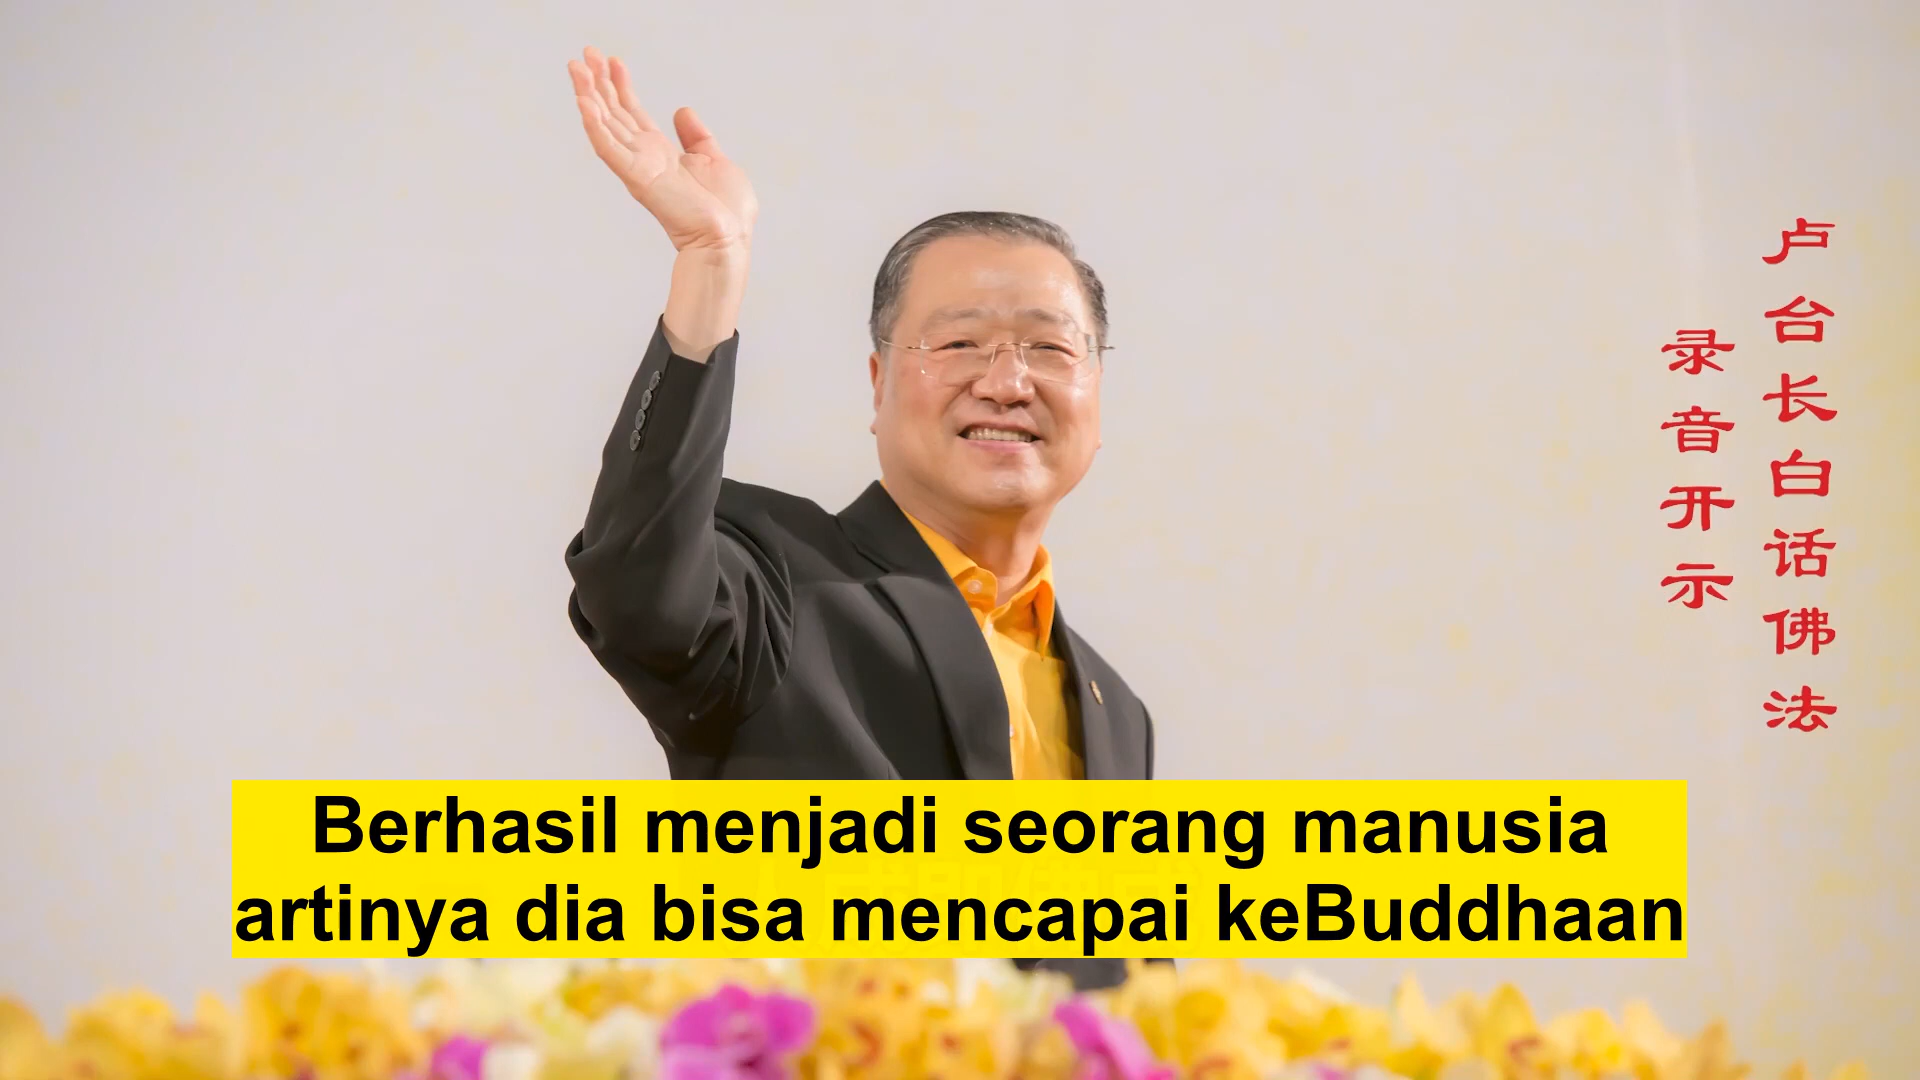 卢台长白话佛法
录音开示
Berhasil menjadi seorang manusia
artinya dia bisa mencapai keBuddhaan